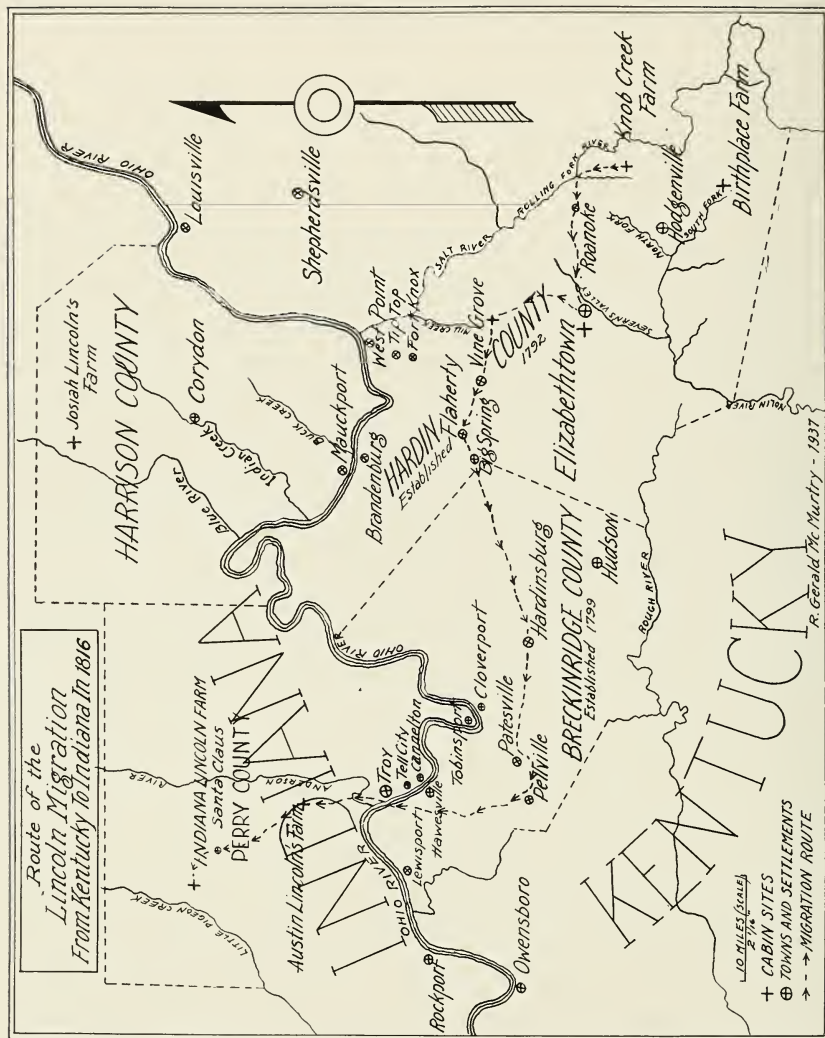 Route of the
Lincoln Migration
From Kentucky To Indiana In 1816
LITTLE PIGEON CREEK
INDIANA LINCOLN FARM
Santa Claus
PERRY COUNTY
ANDERSON
RIVER
Austin Lincoln's Farm
INDIANA
HARRISON COUNTY
Josiah Lincoln's
Farm
Blue River
Indian Creek
Corydon
BUCK CREEK
Mauckport
Brandenburg
OHIO RIVER
Louisville
Shepherdsville
West Point
Tip Top
Fort Knox
SALT RIVER
ROLLING FORK RIVER
MILL CREEK
Vine Grove
Flaherty
Big Spring
HARDIN
COUNTY
Established
1792
Elizabethtown
SEVERNS VALLEY
Roanoke
Knob Creek
Farm
NORTH FORK
Hodgenville
SOUTH FORK
Birthplace Farm
NOLIN RIVER
ROUGH RIVER
Hudson
BRECKINRIDGE COUNTY
Established 1799
Hardinsburg
OHIO RIVER
Cloverport
Tobinsport
Patesville
Pellville
Troy
Tell City
Cannelton
Hawesville
Lewisport
OHIO RIVER
Rockport
Owensboro
KENTUCKY
10 MILES (SCALE)
2 1/16"
CABIN SITES
TOWNS AND SETTLEMENTS
MIGRATION ROUTE
R. Gerald McMurtry - 1937